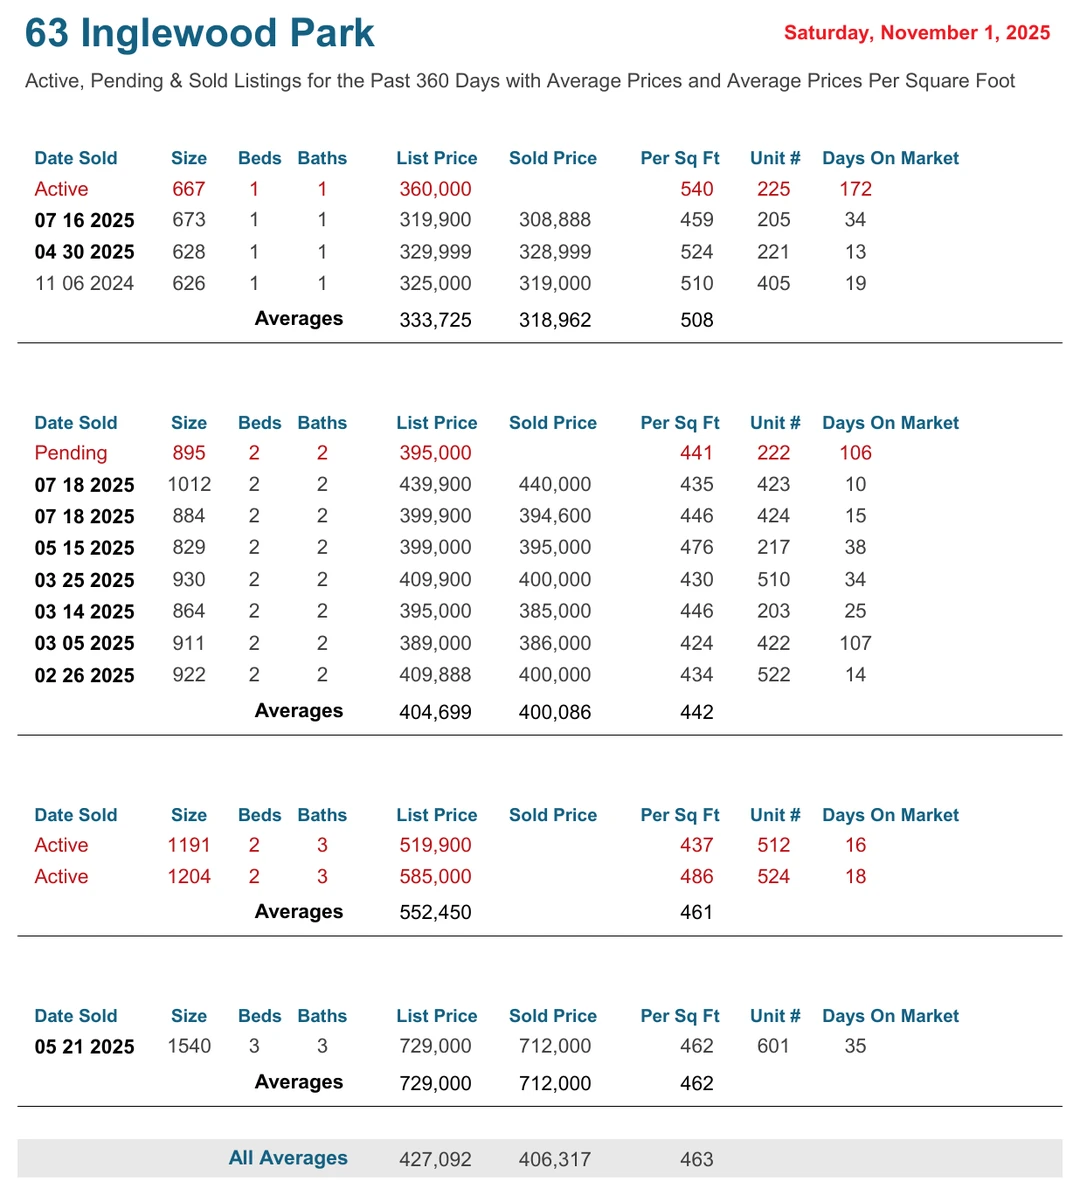 63 Inglewood Park
Saturday, November 1, 2025
Active, Pending & Sold Listings for the Past 360 Days with Average Prices and Average Prices Per Square Foot
Date Sold Size Beds Baths List Price Sold Price Per Sq Ft Unit # Days On Market
Active 667 1 1 360,000 540 225 172
07 16 2025 673 1 1 319,900 308,888 459 205 34
04 30 2025 628 1 1 329,999 328,999 524 221 13
11 06 2024 626 1 1 325,000 319,000 510 405 19
Averages 333,725 318,962 508
Date Sold Size Beds Baths List Price Sold Price Per Sq Ft Unit # Days On Market
Pending 895 2 2 395,000 441 222 106
07 18 2025 1012 2 2 439,900 440,000 435 423 10
07 18 2025 884 2 2 399,900 394,600 446 424 15
05 15 2025 829 2 2 399,000 395,000 476 217 38
03 25 2025 930 2 2 409,900 400,000 430 510 34
03 14 2025 864 2 2 395,000 385,000 446 203 25
03 05 2025 911 2 2 389,000 386,000 424 422 107
02 26 2025 922 2 2 409,888 400,000 434 522 14
Averages 404,699 400,086 442
Date Sold Size Beds Baths List Price Sold Price Per Sq Ft Unit # Days On Market
Active 1191 2 3 519,900 437 512 16
Active 1204 2 3 585,000 486 524 18
Averages 552,450 461
Date Sold Size Beds Baths List Price Sold Price Per Sq Ft Unit # Days On Market
05 21 2025 1540 3 3 729,000 712,000 462 601 35
Averages 729,000 712,000 462
All Averages 427,092 406,317 463